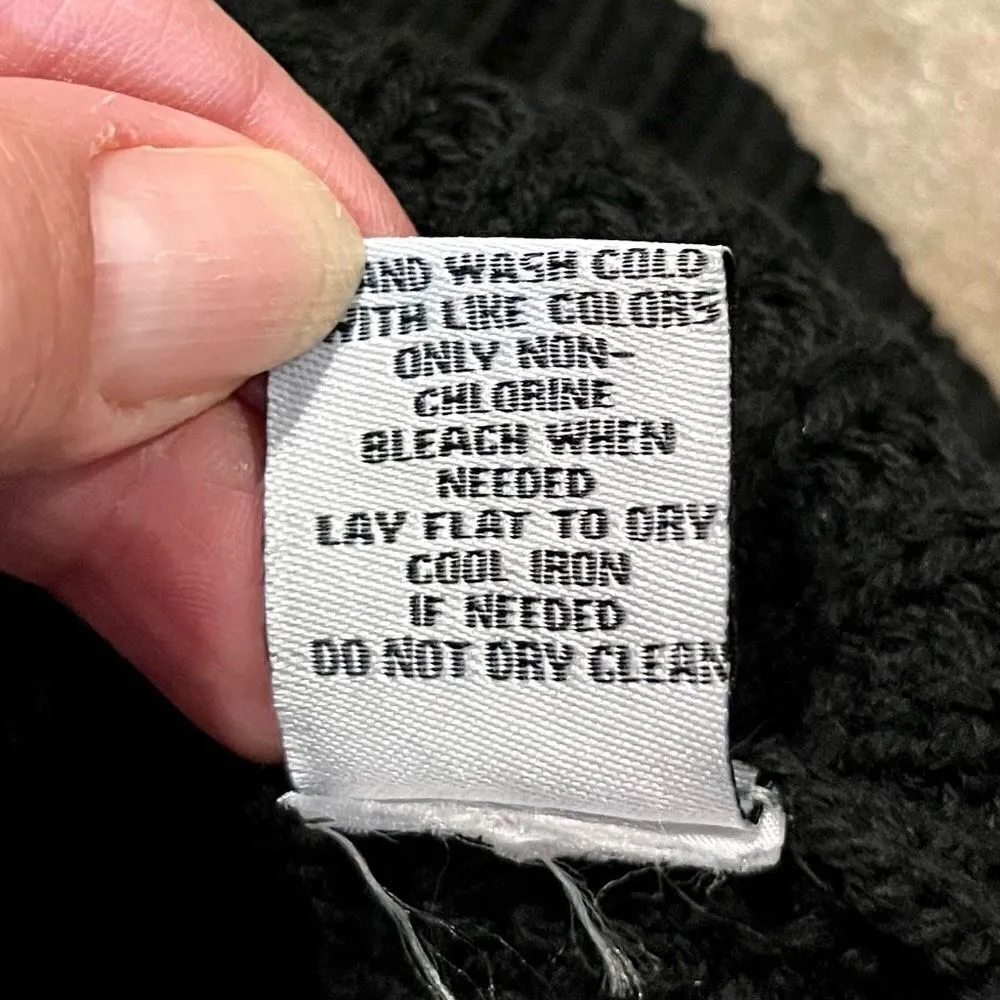 AND WASH COLD
WITH LIKE COLORS
ONLY NON-
CHLORINE
BLEACH WHEN
NEEDED
LAY FLAT TO DRY
COOL IRON
IF NEEDED
DO NOT DRY CLEAN